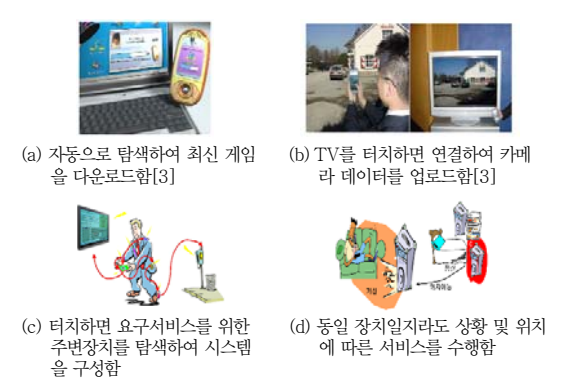 (a) 자동으로 탐색하여 최신 게임
을 다운로드함[3]
(b) TV를 터치하면 연결하여 카메
라 데이터를 업로드함[3]
(c) 터치하면 요구서비스를 위한
주변장치를 탐색하여 시스템
을 구성함
거실
(d) 동일 장치일지라도 상황 및 위치
에 따른 서비스를 수행함